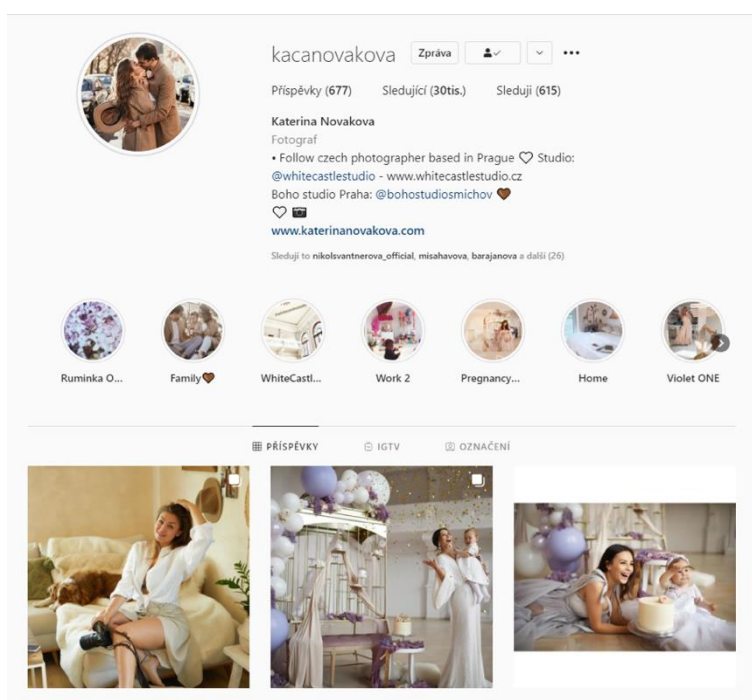 kacanovakova Zpráva
Příspěvky (677) Sledující (30tis.) Sleduji (615)
Katerina Novakova
Fotograf
• Follow czech photographer based in Prague ♡ Studio:
@whitecastlestudio - www.whitecastlestudio.cz
Boho studio Praha: @bohostudiosmichov 🤎
♡ 📷
www.katerinanovakova.com
Sledují to nikolsvantnerova_official, misahavova, barajanova a další (26)
Ruminka O... Family🤎 WhiteCastl... Work 2 Pregnancy... Home Violet ONE
PŘÍSPĚVKY IGTV OZNAČENÍ